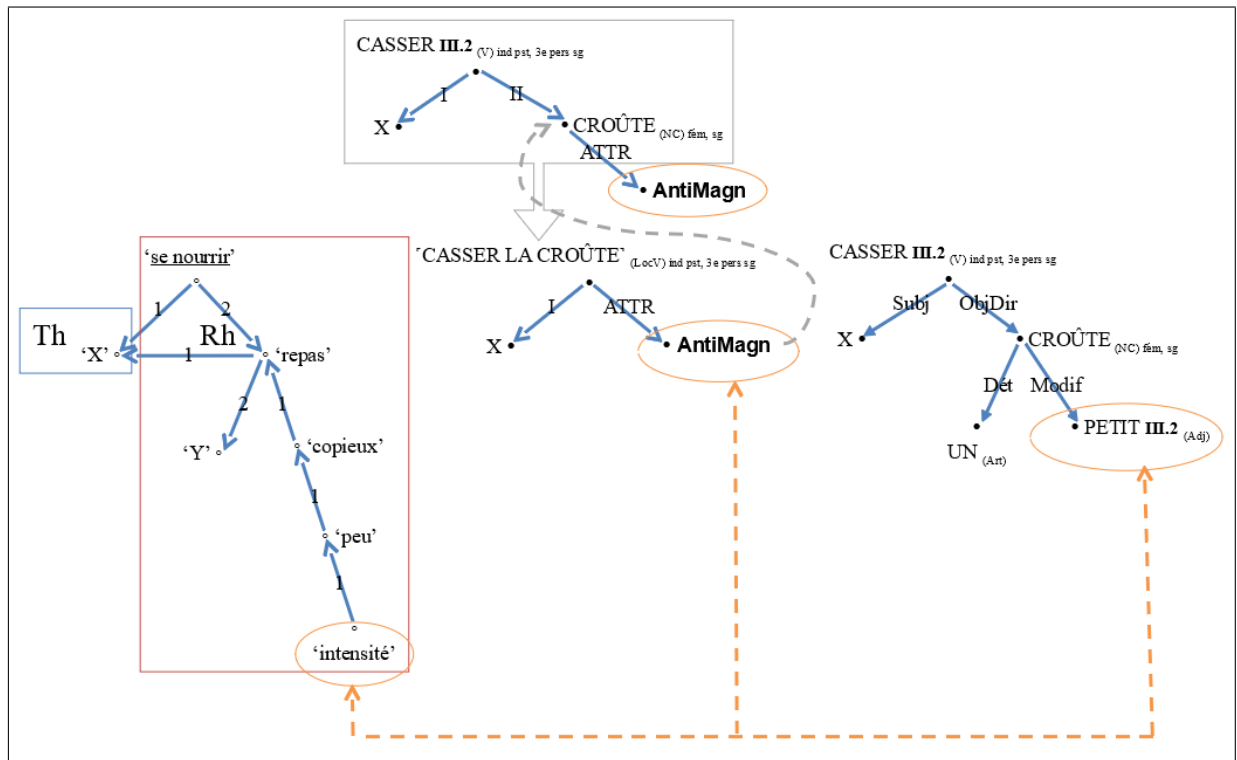 CASSER III.2 (V) ind pst, 3e pers sg
I II
X
CROÛTE (NC) fém, sg
ATTR
AntiMagn
‘se nourrir’
1 2
Th
Rh
‘X’
1
‘repas’
2
1
‘Y’
‘copieux’
1
‘peu’
1
‘intensité’
⌜CASSER LA CROÛTE⌝ (LocV) ind pst, 3e pers sg
I ATTR
X
AntiMagn
CASSER III.2 (V) ind pst, 3e pers sg
Subj ObjDir
X
CROÛTE (NC) fém, sg
Dét Modif
UN (Art)
PETIT III.2 (Adj)